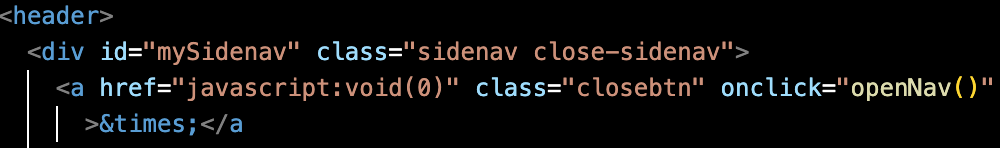 <header>
<div id="mySidenav" class="sidenav close-sidenav">
<a href="javascript:void(0)" class="closebtn" onclick="openNav()"
>&times;</a